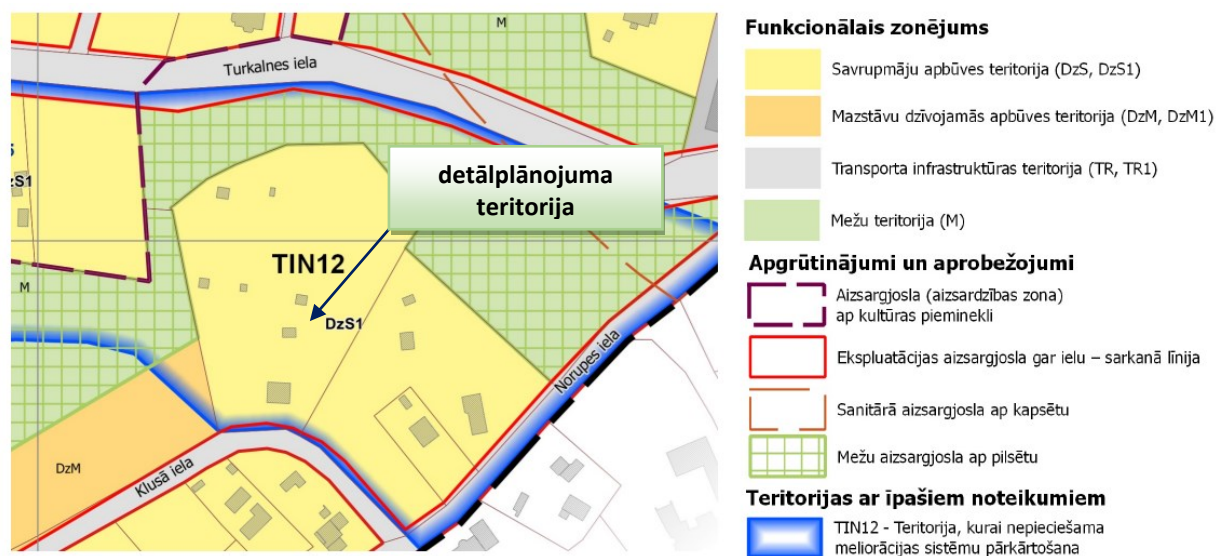 M
Turkalnes iela
detālplānojuma
teritorija
zS1
TIN12
M
DzS1
Norupes iela
DzM
Klusā iela
Funkcionālais zonējums
Savrupmāju apbūves teritorija (DzS, DzS1)
Mazstāvu dzīvojamās apbūves teritorija (DzM, DzM1)
Transporta infrastruktūras teritorija (TR, TR1)
Mežu teritorija (M)
Apgrūtinājumi un aprobežojumi
Aizsargjosla (aizsardzības zona)
ap kultūras pieminekli
Ekspluatācijas aizsargjosla gar ielu – sarkanā līnija
Sanitārā aizsargjosla ap kapsētu
Mežu aizsargjosla ap pilsētu
Teritorijas ar īpašiem noteikumiem
TIN12 - Teritorija, kurai nepieciešama
meliorācijas sistēmu pārkārtošana